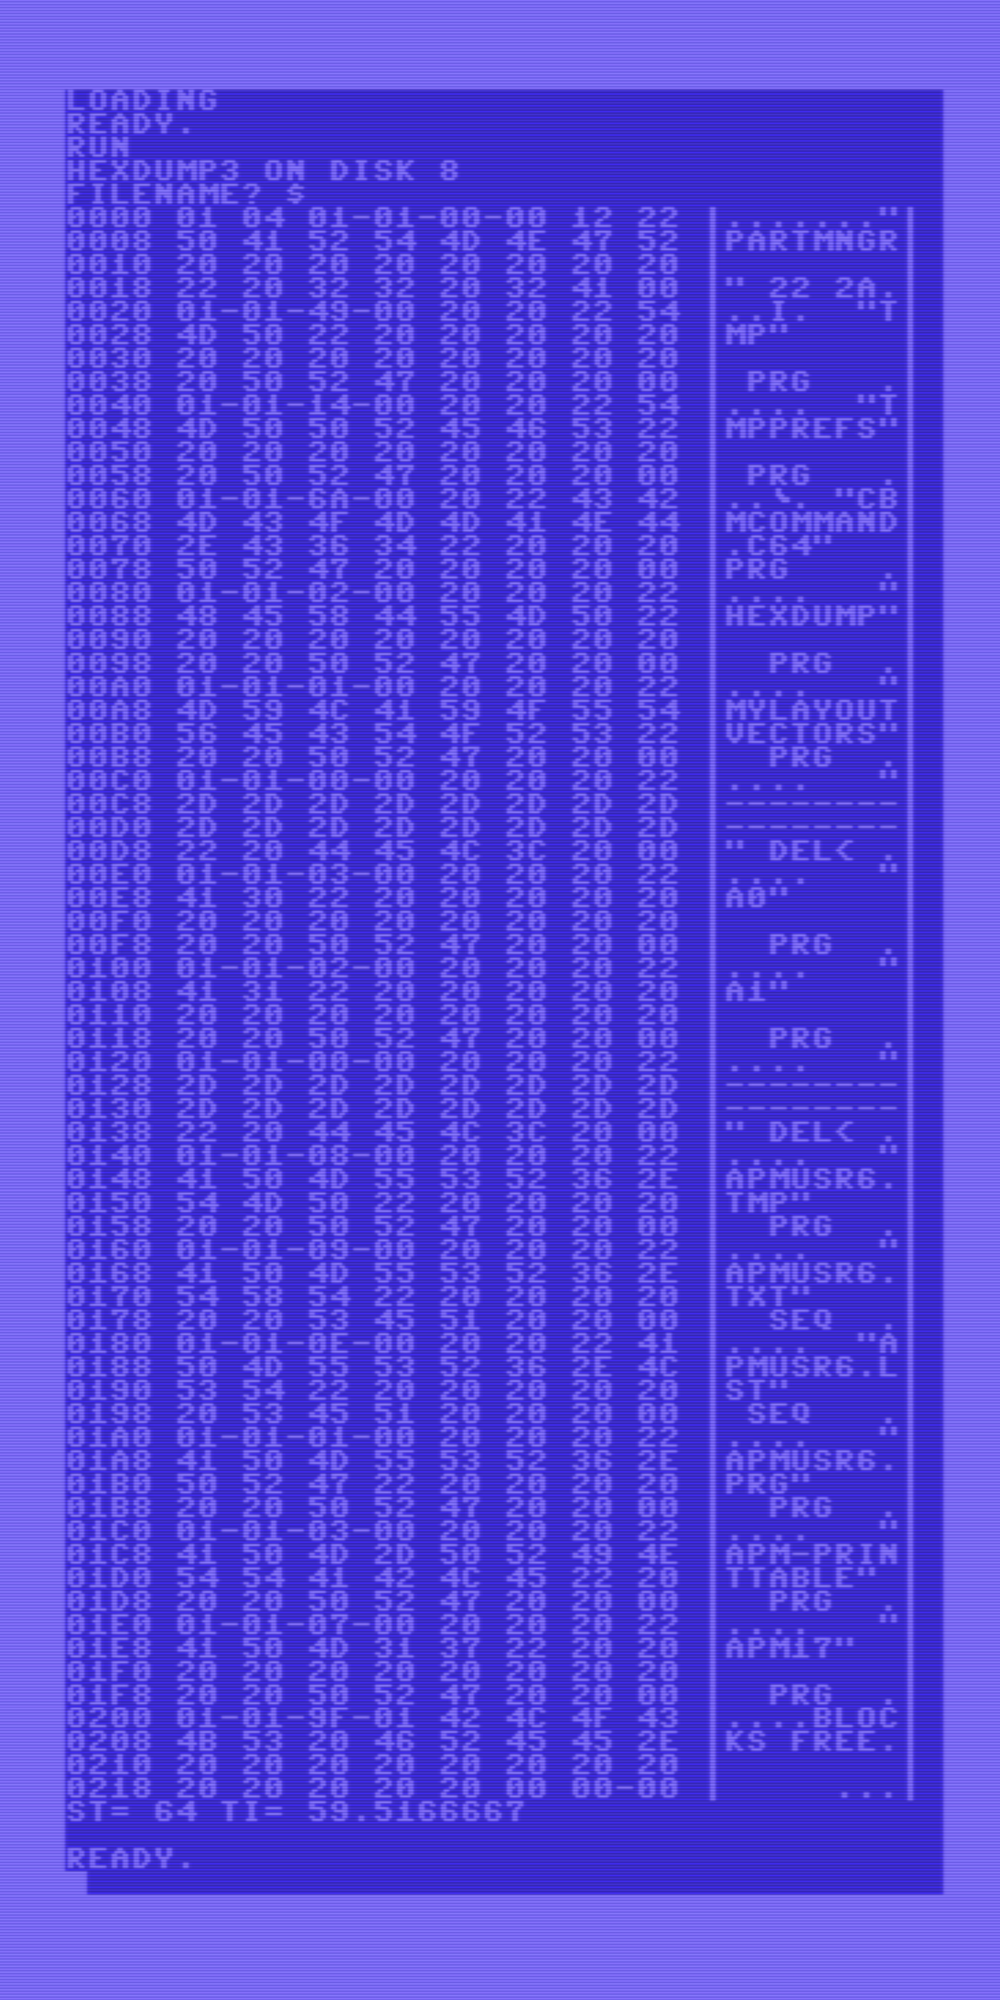 LOADING
READY.
RUN
HEXDUMP3 ON DISK 8
FILENAME? $
0000 01 04 01-01-00-00 12 22 |......."|
0008 50 41 52 54 4D 4E 47 52 |PARTMNGR|
0010 20 20 20 20 20 20 20 20 |        |
0018 22 20 32 32 20 32 41 00 |" 22 2A.|
0020 01-01-49-00 20 20 22 54 |..I.  "T|
0028 4D 50 22 20 20 20 20 20 |MP"     |
0030 20 20 20 20 20 20 20 20 |        |
0038 20 50 52 47 20 20 20 00 | PRG   .|
0040 01-01-14-00 20 20 22 54 |....  "T|
0048 4D 50 50 52 45 46 53 22 |MPPREFS"|
0050 20 20 20 20 20 20 20 20 |        |
0058 20 50 52 47 20 20 20 00 | PRG   .|
0060 01-01-6A-00 20 22 43 42 |..╰. "CB|
0068 4D 43 4F 4D 4D 41 4E 44 |MCOMMAND|
0070 2E 43 36 34 22 20 20 20 |.C64"   |
0078 50 52 47 20 20 20 20 00 |PRG    .|
0080 01-01-02-00 20 20 20 22 |....   "|
0088 48 45 58 44 55 4D 50 22 |HEXDUMP"|
0090 20 20 20 20 20 20 20 20 |        |
0098 20 20 50 52 47 20 20 00 |  PRG  .|
00A0 01-01-01-00 20 20 20 22 |....   "|
00A8 4D 59 4C 41 59 4F 55 54 |MYLAYOUT|
00B0 56 45 43 54 4F 52 53 22 |VECTORS"|
00B8 20 20 50 52 47 20 20 00 |  PRG  .|
00C0 01-01-00-00 20 20 20 22 |....   "|
00C8 2D 2D 2D 2D 2D 2D 2D 2D |--------|
00D0 2D 2D 2D 2D 2D 2D 2D 2D |--------|
00D8 22 20 44 45 4C 3C 20 00 |" DEL< .|
00E0 01-01-03-00 20 20 20 22 |....   "|
00E8 41 30 22 20 20 20 20 20 |A0"     |
00F0 20 20 20 20 20 20 20 20 |        |
00F8 20 20 50 52 47 20 20 00 |  PRG  .|
0100 01-01-02-00 20 20 20 22 |....   "|
0108 41 31 22 20 20 20 20 20 |A1"     |
0110 20 20 20 20 20 20 20 20 |        |
0118 20 20 50 52 47 20 20 00 |  PRG  .|
0120 01-01-00-00 20 20 20 22 |....   "|
0128 2D 2D 2D 2D 2D 2D 2D 2D |--------|
0130 2D 2D 2D 2D 2D 2D 2D 2D |--------|
0138 22 20 44 45 4C 3C 20 00 |" DEL< .|
0140 01-01-08-00 20 20 20 22 |....   "|
0148 41 50 4D 55 53 52 36 2E |APMUSR6.|
0150 54 4D 50 22 20 20 20 20 |TMP"    |
0158 20 20 50 52 47 20 20 00 |  PRG  .|
0160 01-01-09-00 20 20 20 22 |....   "|
0168 41 50 4D 55 53 52 36 2E |APMUSR6.|
0170 54 58 54 22 20 20 20 20 |TXT"    |
0178 20 20 53 45 51 20 20 00 |  SEQ  .|
0180 01-01-0E-00 20 20 22 41 |....  "A|
0188 50 4D 55 53 52 36 2E 4C |PMUSR6.L|
0190 53 54 22 20 20 20 20 20 |ST"     |
0198 20 53 45 51 20 20 20 00 | SEQ   .|
01A0 01-01-01-00 20 20 20 22 |....   "|
01A8 41 50 4D 55 53 52 36 2E |APMUSR6.|
01B0 50 52 47 22 20 20 20 20 |PRG"    |
01B8 20 20 50 52 47 20 20 00 |  PRG  .|
01C0 01-01-03-00 20 20 20 22 |....   "|
01C8 41 50 4D 2D 50 52 49 4E |APM-PRIN|
01D0 54 54 41 42 4C 45 22 20 |TTABLE" |
01D8 20 20 50 52 47 20 20 00 |  PRG  .|
01E0 01-01-07-00 20 20 20 22 |....   "|
01E8 41 50 4D 31 37 22 20 20 |APM17"  |
01F0 20 20 20 20 20 20 20 20 |        |
01F8 20 20 50 52 47 20 20 00 |  PRG  .|
0200 01-01-9F-01 42 4C 4F 43 |....BLOC|
0208 4B 53 20 46 52 45 45 2E |KS FREE.|
0210 20 20 20 20 20 20 20 20 |        |
0218 20 20 20 20 20 00 00-00 |     ...|
ST= 64 TI= 59.5166667
READY.